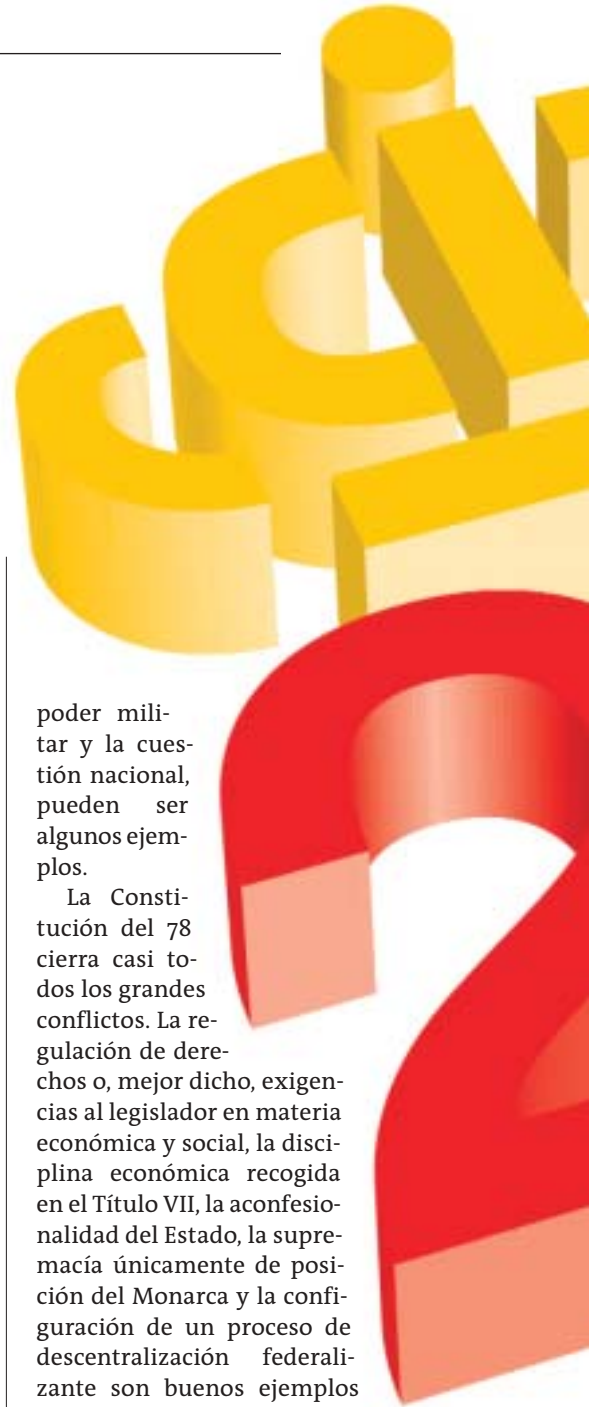 poder mili-
tar y la cues-
tión nacional,
pueden ser
algunos ejem-
plos.
La Consti-
tución del 78
cierra casi to-
dos los grandes
conflictos. La re-
gulación de dere-
chos o, mejor dicho, exigen-
cias al legislador en materia
económica y social, la disci-
plina económica recogida
en el Título VII, la aconfesio-
nalidad del Estado, la supre-
macía únicamente de posi-
ción del Monarca y la confi-
guración de un proceso de
descentralización federali-
zante son buenos ejemplos